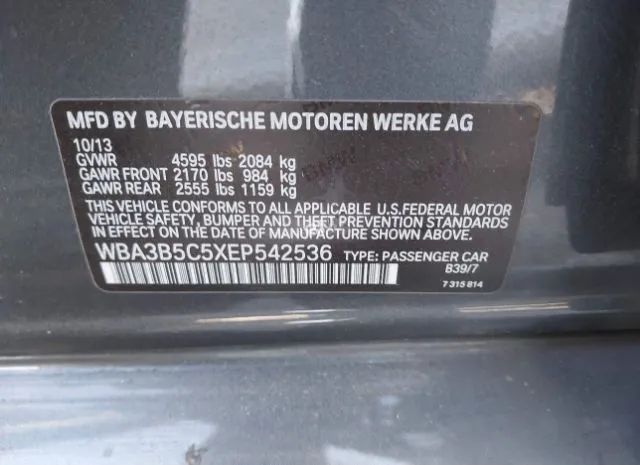 MFD BY BAYERISCHE MOTOREN WERKE AG
10/13
GVWR 4595 lbs 2084 kg
GAWR FRONT 2170 lbs 984 kg
GAWR REAR 2555 lbs 1159 kg
THIS VEHICLE CONFORMS TO ALL APPLICABLE U.S.FEDERAL MOTOR
VEHICLE SAFETY, BUMPER AND THEFT PREVENTION STANDARDS
IN EFFECT ON THE DATE OF MANUFACTURE SHOWN ABOVE.
WBA3B5C5XEP542536 TYPE: PASSENGER CAR
B39/7
7 315 814